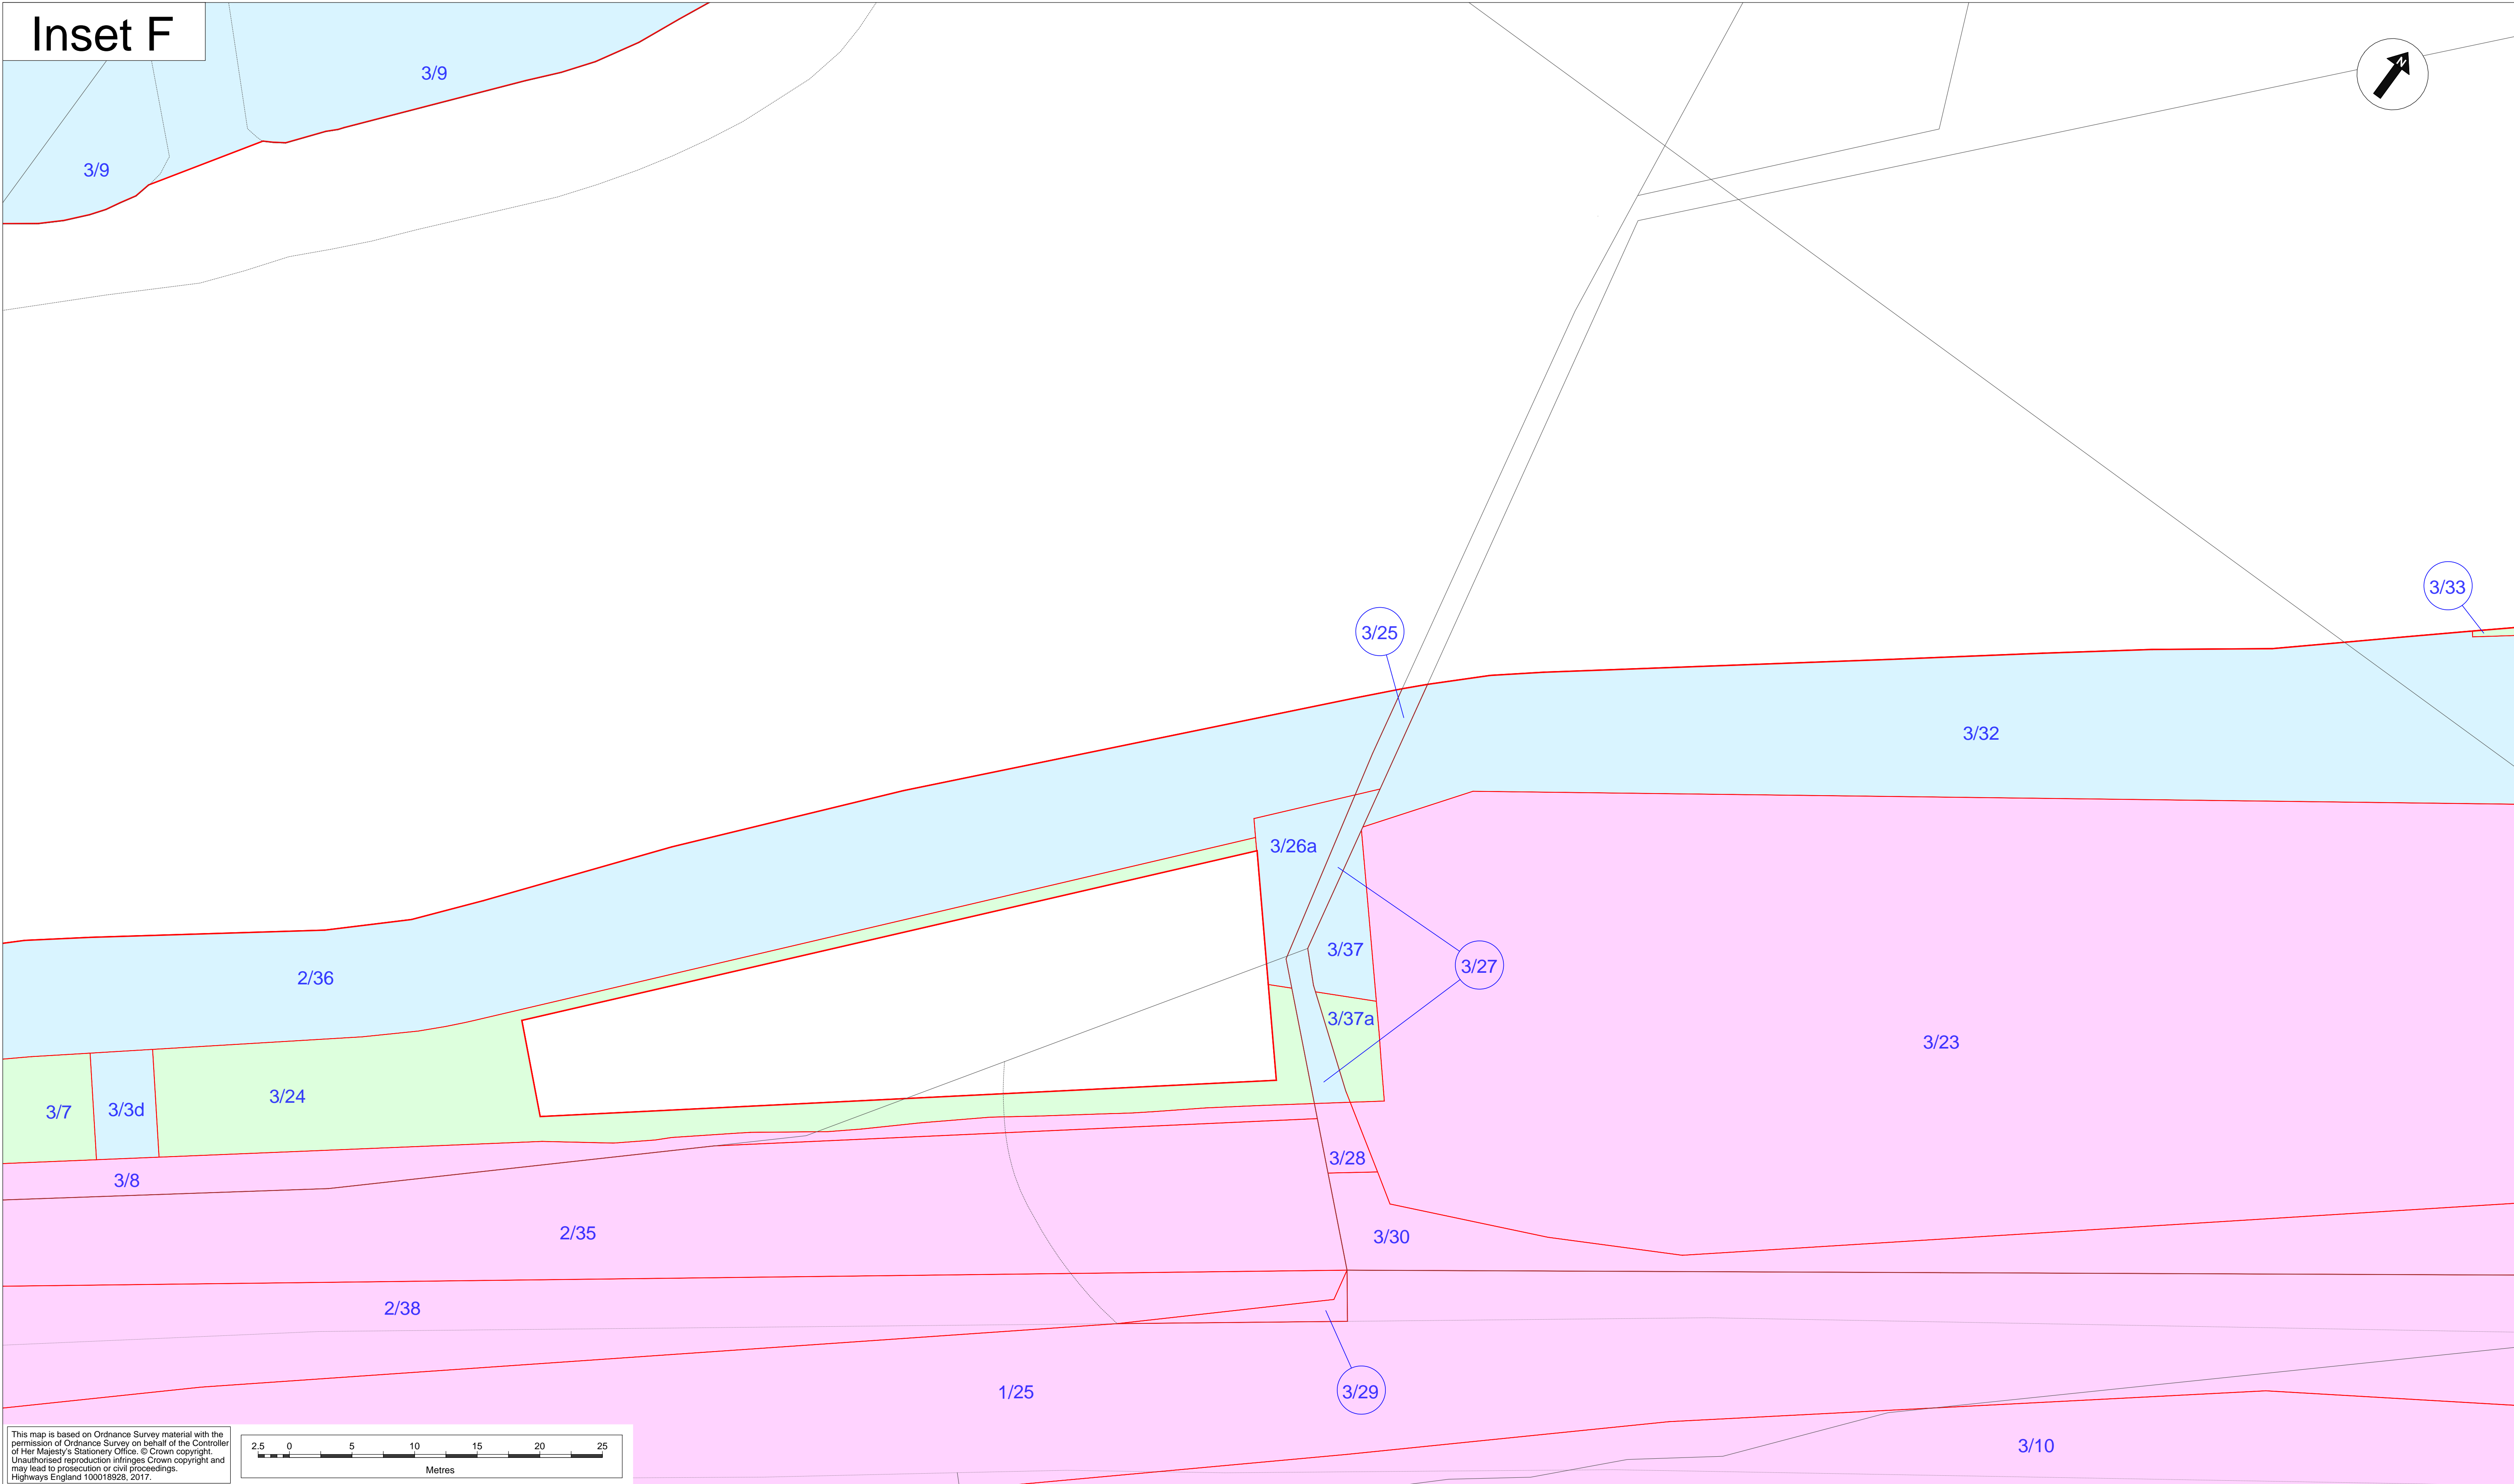 Inset F
3/9
N
3/9
3/33
3/25
3/32
3/26a
3/37
3/27
2/36
3/37a
3/23
3/24
3/7
3/3d
3/28
3/8
2/35
3/30
2/38
1/25
3/29
3/10
This map is based on Ordnance Survey material with the
permission of Ordnance Survey on behalf of the Controller
of Her Majesty's Stationery Office. © Crown copyright.
Unauthorised reproduction infringes Crown copyright and
may lead to prosecution or civil proceedings.
Highways England 100018928, 2017.
2.5 0 5 10 15 20 25
Metres